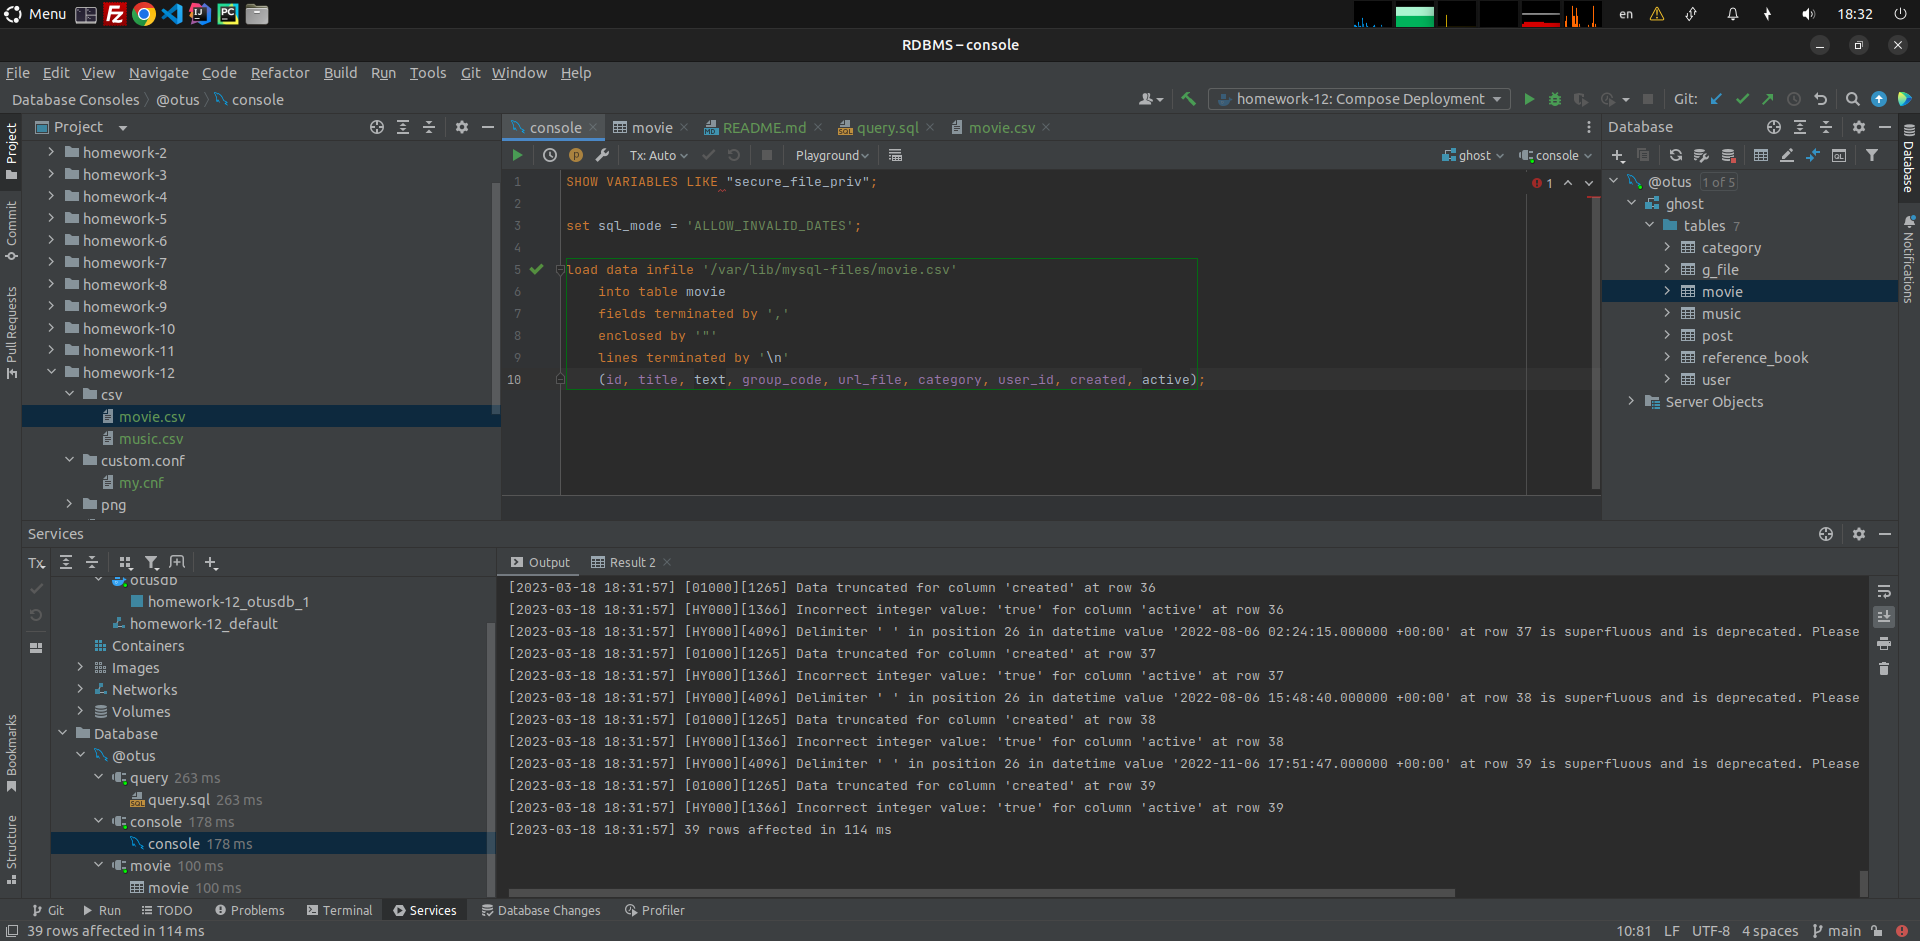 Menu
en
18:32
RDBMS – console
File Edit View Navigate Code Refactor Build Run Tools Git Window Help
Database Consoles
@otus
console
homework-12: Compose Deployment
Git:
Project
console
movie
README.md
query.sql
movie.csv
Database
Tx: Auto
Playground
ghost
console
Project
Commit
Pull Requests
Bookmarks
Structure
homework-2
homework-3
homework-4
homework-5
homework-6
homework-7
homework-8
homework-9
homework-10
homework-11
homework-12
csv
movie.csv
music.csv
custom.conf
my.cnf
png
1 SHOW VARIABLES LIKE "secure_file_priv";
2
3 set sql_mode = 'ALLOW_INVALID_DATES';
4
5 load data infile '/var/lib/mysql-files/movie.csv'
6 into table movie
7 fields terminated by ','
8 enclosed by '"'
9 lines terminated by '\n'
10 (id, title, text, group_code, url_file, category, user_id, created, active);
1
@otus 1 of 5
ghost
tables 7
category
g_file
movie
music
post
reference_book
user
Server Objects
Database
Notifications
Services
Tx
otusdb
homework-12_otusdb_1
homework-12_default
Containers
Images
Networks
Volumes
Database
@otus
query 263 ms
query.sql 263 ms
console 178 ms
console 178 ms
movie 100 ms
movie 100 ms
Output
Result 2
[2023-03-18 18:31:57] [01000][1265] Data truncated for column 'created' at row 36
[2023-03-18 18:31:57] [HY000][1366] Incorrect integer value: 'true' for column 'active' at row 36
[2023-03-18 18:31:57] [HY000][4096] Delimiter ' ' in position 26 in datetime value '2022-08-06 02:24:15.000000 +00:00' at row 37 is superfluous and is deprecated. Please
[2023-03-18 18:31:57] [01000][1265] Data truncated for column 'created' at row 37
[2023-03-18 18:31:57] [HY000][1366] Incorrect integer value: 'true' for column 'active' at row 37
[2023-03-18 18:31:57] [HY000][4096] Delimiter ' ' in position 26 in datetime value '2022-08-06 15:48:40.000000 +00:00' at row 38 is superfluous and is deprecated. Please
[2023-03-18 18:31:57] [01000][1265] Data truncated for column 'created' at row 38
[2023-03-18 18:31:57] [HY000][1366] Incorrect integer value: 'true' for column 'active' at row 38
[2023-03-18 18:31:57] [HY000][4096] Delimiter ' ' in position 26 in datetime value '2022-11-06 17:51:47.000000 +00:00' at row 39 is superfluous and is deprecated. Please
[2023-03-18 18:31:57] [01000][1265] Data truncated for column 'created' at row 39
[2023-03-18 18:31:57] [HY000][1366] Incorrect integer value: 'true' for column 'active' at row 39
[2023-03-18 18:31:57] 39 rows affected in 114 ms
Git
Run
TODO
Problems
Terminal
Services
Database Changes
Profiler
39 rows affected in 114 ms
10:81 LF UTF-8 4 spaces main